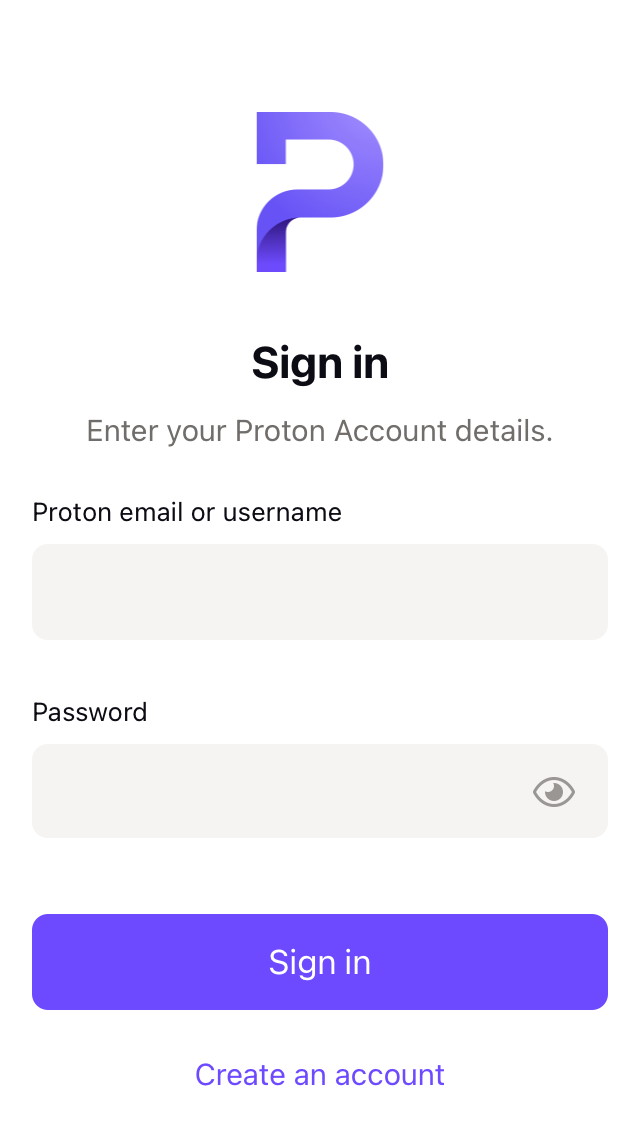 Sign in
Enter your Proton Account details.
Proton email or username
Password
Sign in
Create an account